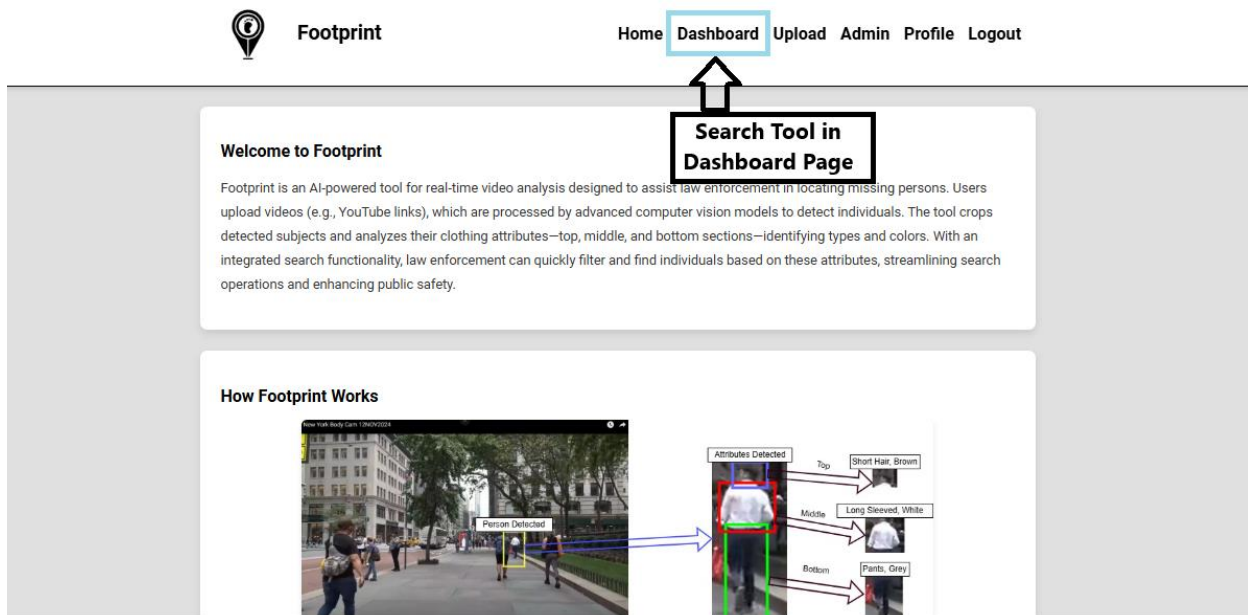 Footprint
Home Dashboard Upload Admin Profile Logout
Search Tool in
Dashboard Page
Welcome to Footprint
Footprint is an AI-powered tool for real-time video analysis designed to assist law enforcement in locating missing persons. Users
upload videos (e.g., YouTube links), which are processed by advanced computer vision models to detect individuals. The tool crops
detected subjects and analyzes their clothing attributes—top, middle, and bottom sections—identifying types and colors. With an
integrated search functionality, law enforcement can quickly filter and find individuals based on these attributes, streamlining search
operations and enhancing public safety.
How Footprint Works
New York Body Cam 12NOV2024
Person Detected
Attributes Detected
Top
Short Hair, Brown
Middle
Long Sleeved, White
Bottom
Pants, Grey